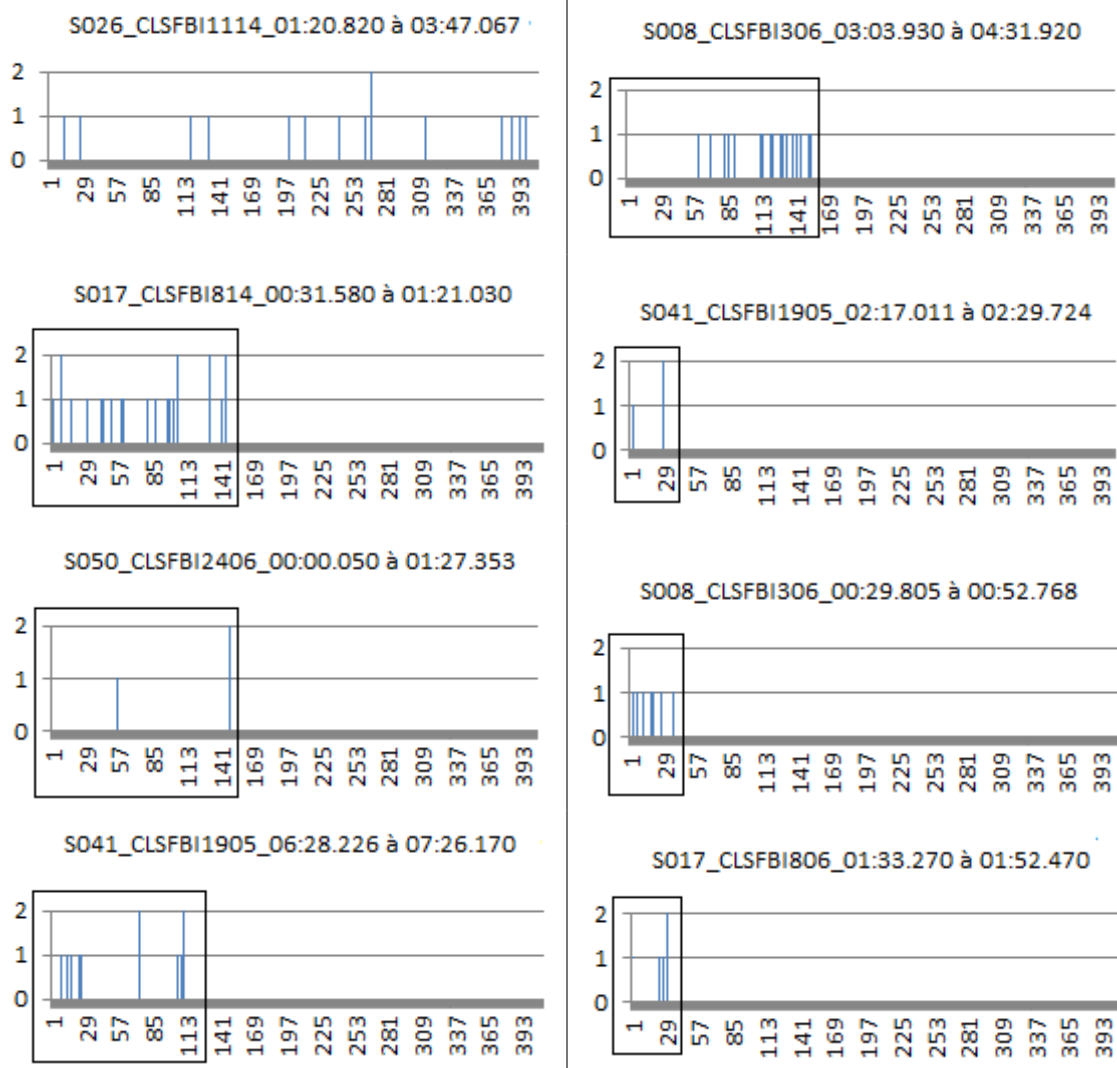 S026_CLSFBI1114_01:20.820 à 03:47.067
2
1
0
1 29 57 85 113 141 169 197 225 253 281 309 337 365 393
S017_CLSFBI814_00:31.580 à 01:21.030
2
1
0
1 29 57 85 113 141 169 197 225 253 281 309 337 365 393
S050_CLSFBI2406_00:00.050 à 01:27.353
2
1
0
1 29 57 85 113 141 169 197 225 253 281 309 337 365 393
S041_CLSFBI1905_06:28.226 à 07:26.170
2
1
0
1 29 57 85 113 141 169 197 225 253 281 309 337 365 393
S008_CLSFBI306_03:03.930 à 04:31.920
2
1
0
1 29 57 85 113 141 169 197 225 253 281 309 337 365 393
S041_CLSFBI1905_02:17.011 à 02:29.724
2
1
0
1 29 57 85 113 141 169 197 225 253 281 309 337 365 393
S008_CLSFBI306_00:29.805 à 00:52.768
2
1
0
1 29 57 85 113 141 169 197 225 253 281 309 337 365 393
S017_CLSFBI806_01:33.270 à 01:52.470
2
1
0
1 29 57 85 113 141 169 197 225 253 281 309 337 365 393